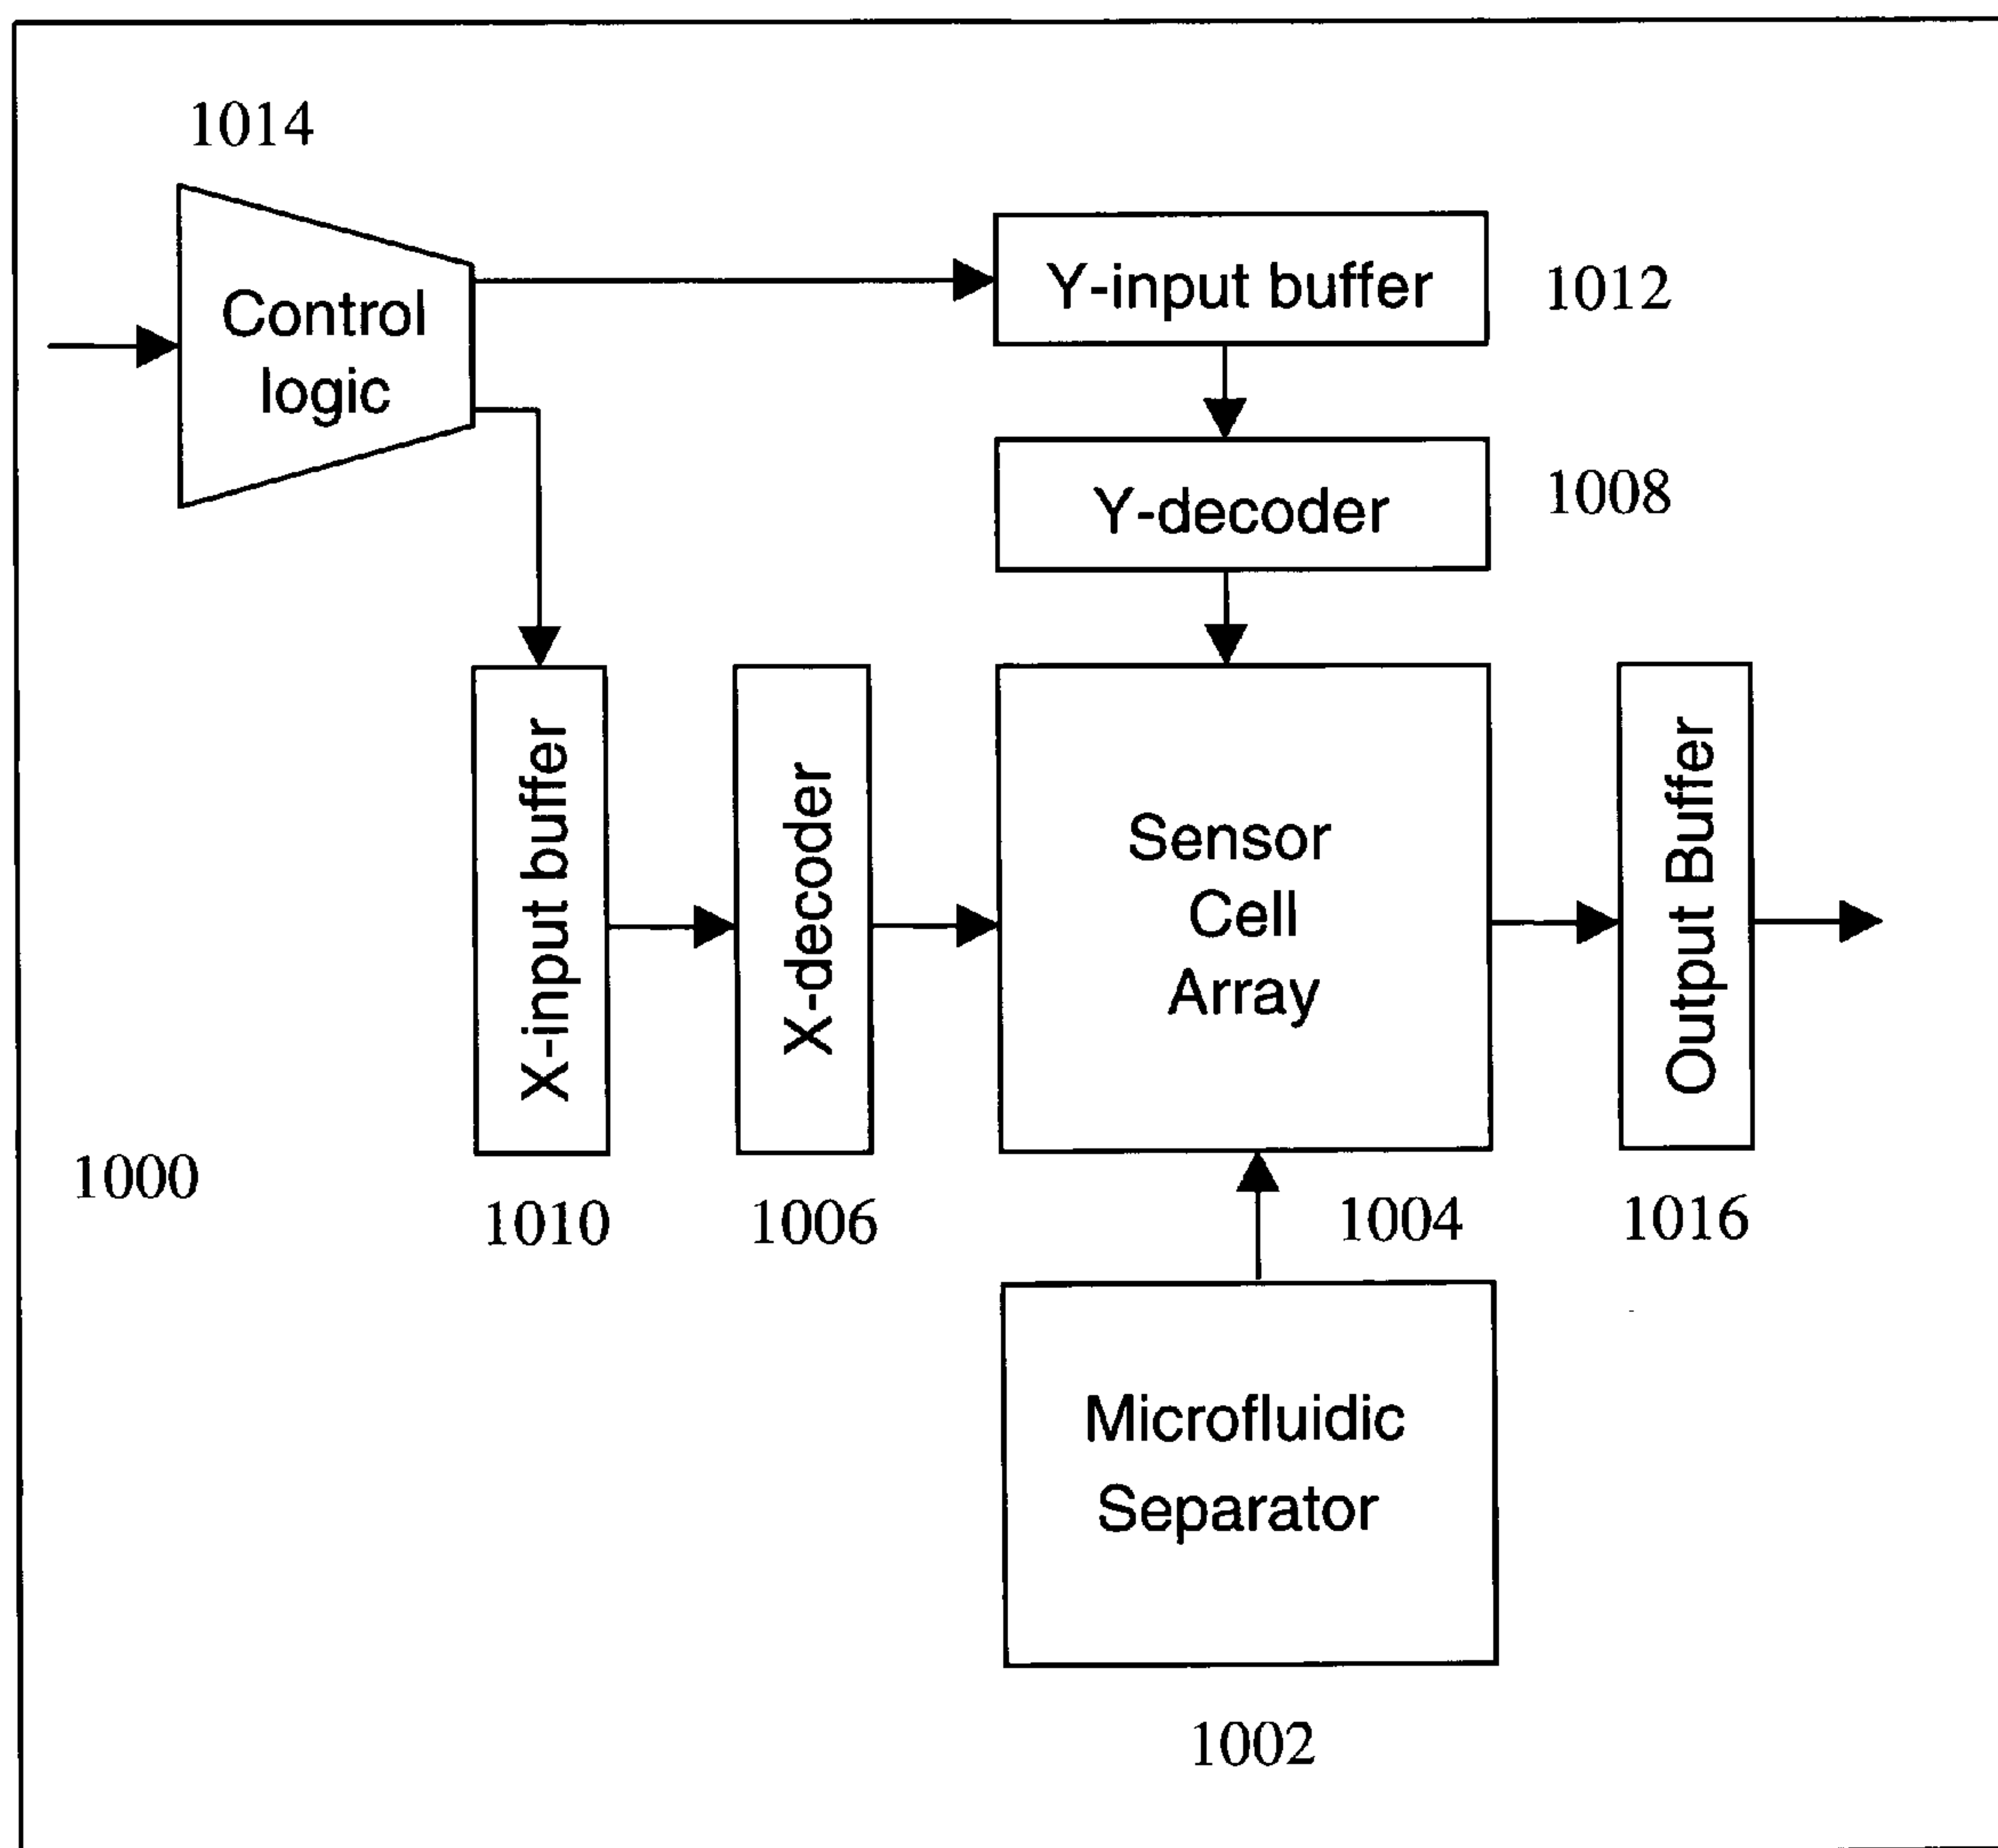 1014
Control
logic
Y-input buffer
1012
Y-decoder
1008
X-input buffer
X-decoder
Sensor
Cell
Array
Output Buffer
1000
1010
1006
1004
1016
Microfluidic
Separator
1002